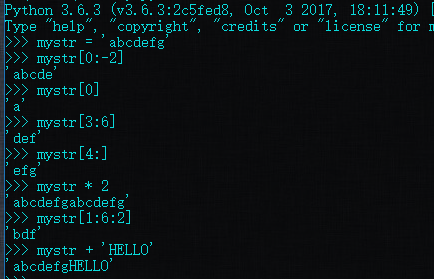 Python 3.6.3 (v3.6.3:2c5fed8, Oct  3 2017, 18:11:49) [
Type "help", "copyright", "credits" or "license" for m
>>> mystr = 'abcdefg'
>>> mystr[0:-2]
'abcde'
>>> mystr[0]
'a'
>>> mystr[3:6]
'def'
>>> mystr[4:]
'efg'
>>> mystr * 2
'abcdefgabcdefg'
>>> mystr[1:6:2]
'bdf'
>>> mystr + 'HELLO'
'abcdefgHELLO'